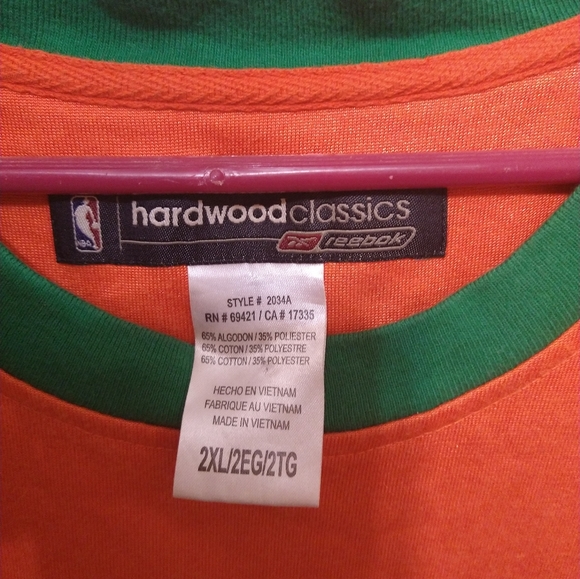 hardwoodclassics
NBA
reebok
STYLE # 2034A
RN # 69421 / CA # 17335
65% ALGODON / 35% POLIESTER
65% COTON / 35% POLYESTRE
65% COTTON / 35% POLYESTER
HECHO EN VIETNAM
FABRIQUE AU VIETNAM
MADE IN VIETNAM
2XL/2EG/2TG